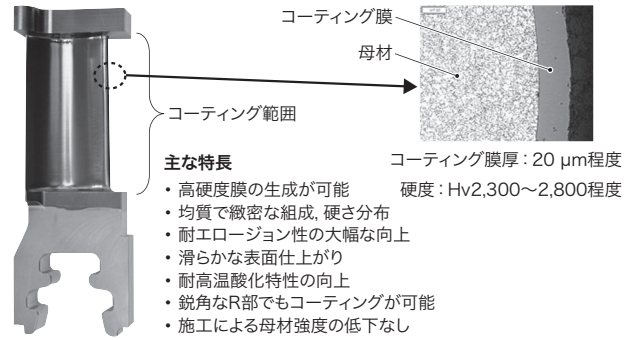 コーティング膜
母材
コーティング範囲
主な特長
• 高硬度膜の生成が可能
• 均質で緻密な組成, 硬さ分布
• 耐エロージョン性の大幅な向上
• 滑らかな表面仕上がり
• 耐高温酸化特性の向上
• 鋭角なR部でもコーティングが可能
• 施工による母材強度の低下なし
コーティング膜厚：20 μm程度
硬度：Hv2,300～2,800程度